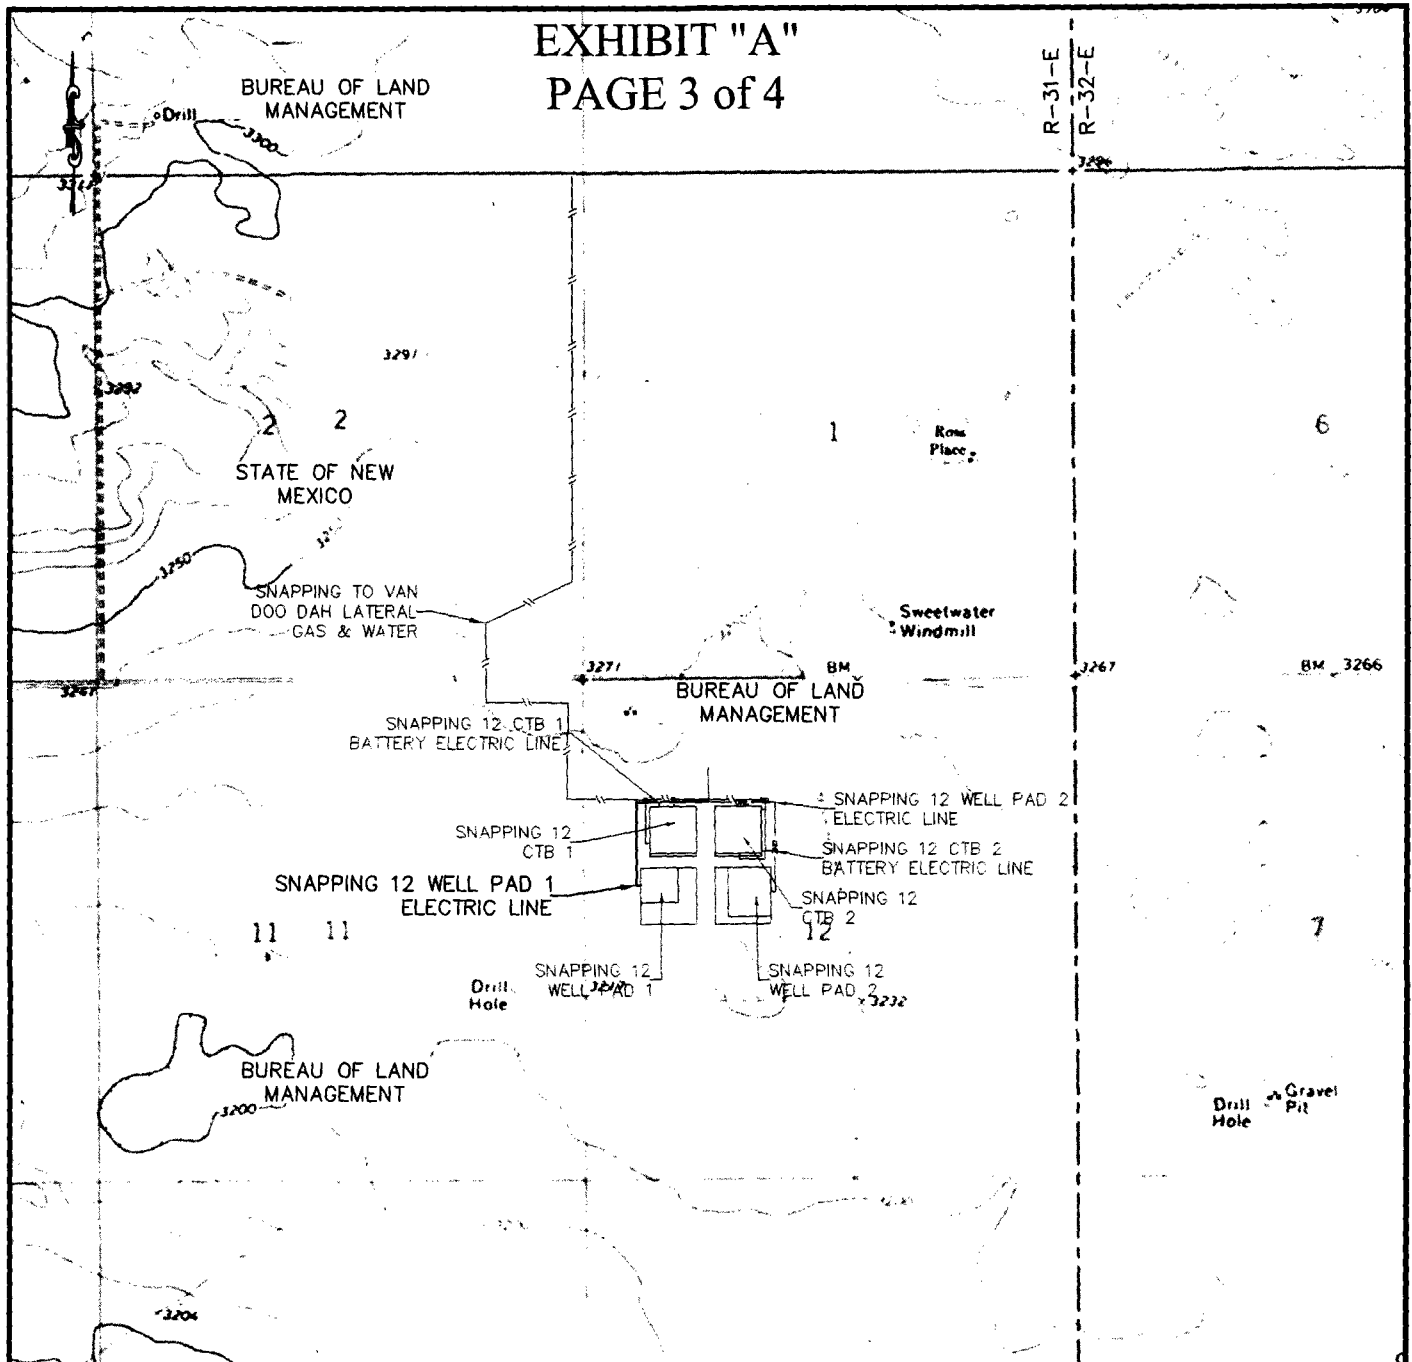 EXHIBIT "A"
PAGE 3 of 4
R-31-E
R-32-E
BUREAU OF LAND
MANAGEMENT
Drill
3300
3296
3291
3292
2
2
1
6
Ross
Place
STATE OF NEW
MEXICO
3250
SNAPPING TO VAN
DOO DAH LATERAL
GAS & WATER
Sweetwater
Windmill
3271
BM
3267
BM 3266
BUREAU OF LAND
MANAGEMENT
SNAPPING 12 CTB 1
BATTERY ELECTRIC LINE
SNAPPING 12 WELL PAD 2
ELECTRIC LINE
SNAPPING 12
CTB 1
SNAPPING 12 CTB 2
BATTERY ELECTRIC LINE
SNAPPING 12 WELL PAD 1
ELECTRIC LINE
SNAPPING 12
CTB 2
11
11
12
7
SNAPPING 12
WELL PAD 1
SNAPPING 12
WELL PAD 2
Drill
Hole
3232
BUREAU OF LAND
MANAGEMENT
3200
Gravel
Pit
Drill
Hole
3204